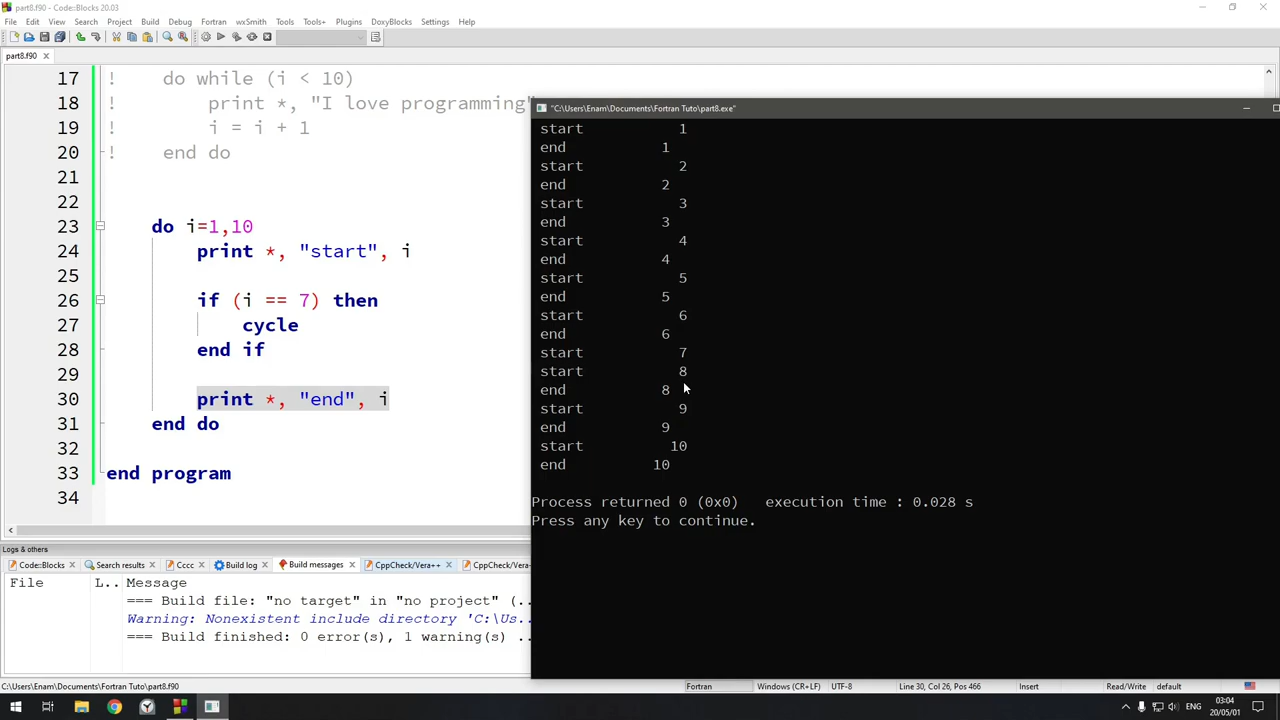 part8.f90 - Code::Blocks 20.03
File Edit View Search Project Build Debug Fortran wxSmith Tools Tools+ Plugins DoxyBlocks Settings Help
part8.f90
17 ! do while (i < 10)
18 ! print *, "I love programming"
19 ! i = i + 1
20 ! end do
21
22
23 do i=1,10
24 print *, "start", i
25
26 if (i == 7) then
27 cycle
28 end if
29
30 print *, "end", i
31 end do
32
33 end program
34
"C:\Users\Enam\Documents\Fortran Tuto\part8.exe"
start 1
end 1
start 2
end 2
start 3
end 3
start 4
end 4
start 5
end 5
start 6
end 6
start 7
start 8
end 8
start 9
end 9
start 10
end 10
Process returned 0 (0x0) execution time : 0.028 s
Press any key to continue.
Logs & others
Code::Blocks Search results Cccc Build log Build messages CppCheck/Vera++ CppCheck/Vera
File L.. Message
=== Build file: "no target" in "no project" (..
Warning: Nonexistent include directory 'C:\Us..
=== Build finished: 0 error(s), 1 warning(s) ..
C:\Users\Enam\Documents\Fortran Tuto\part8.f90 Fortran Windows (CR+LF) UTF-8 Line 30, Col 26, Pos 466 Insert Read/Write default
ENG 03:04
20/05/01